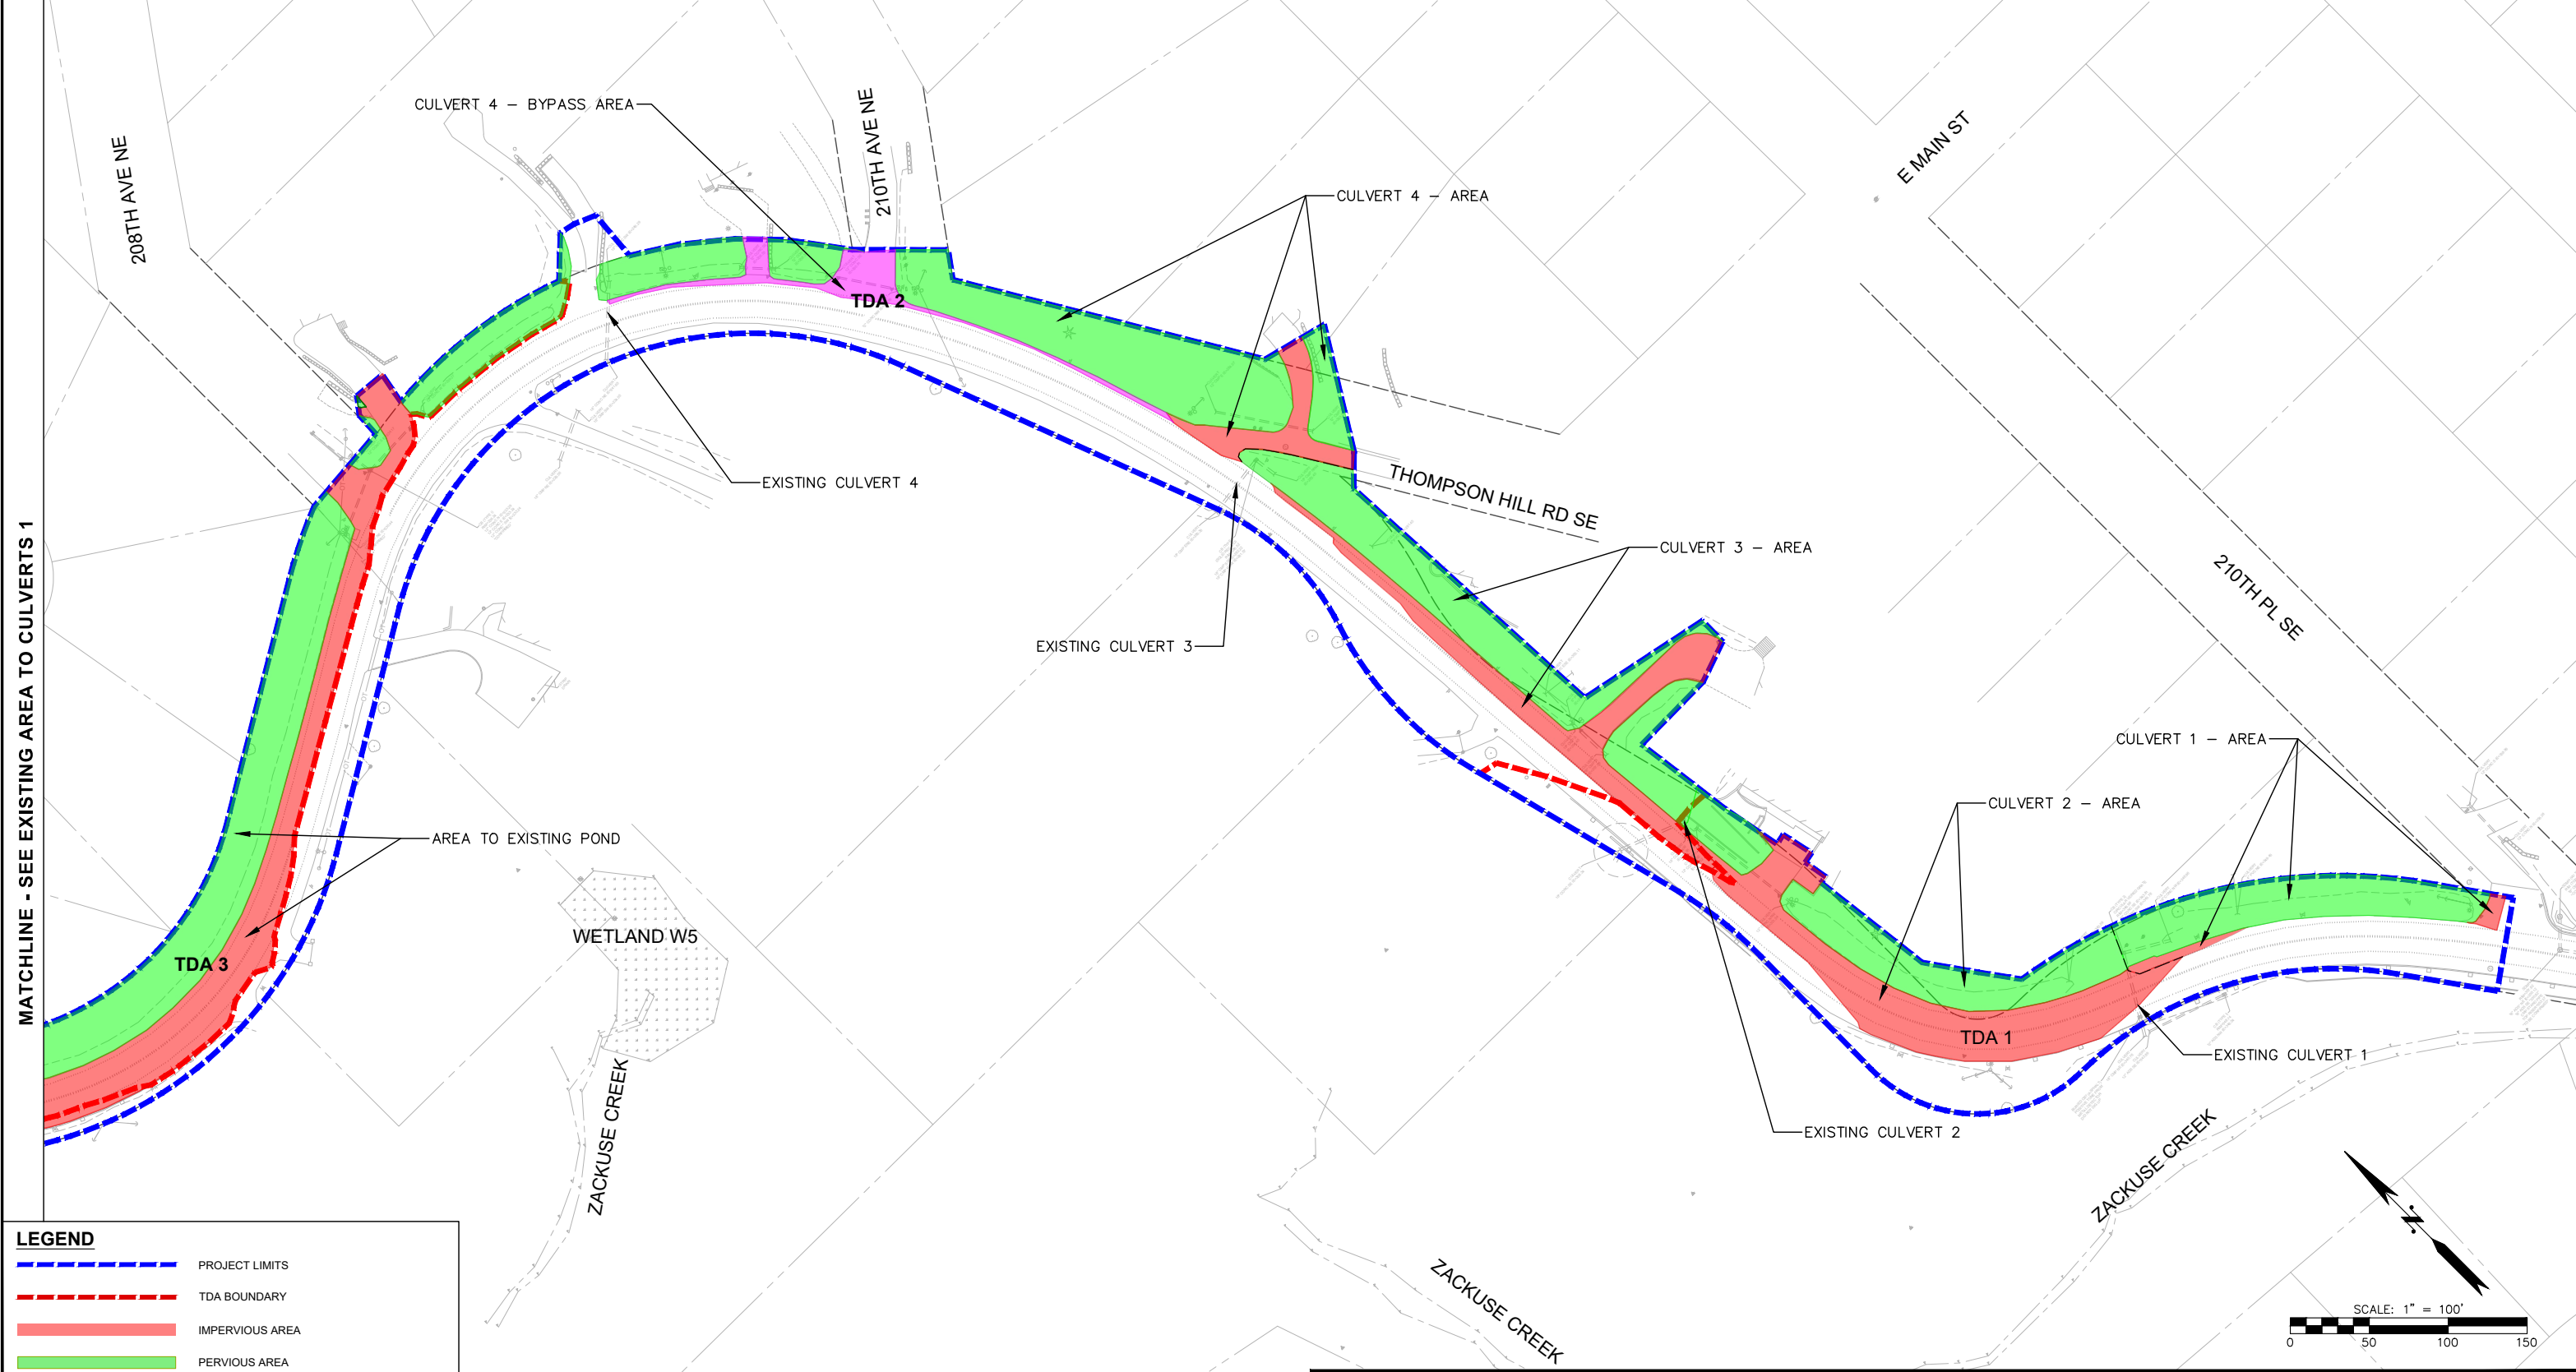 CULVERT 4 - BYPASS AREA
208TH AVE NE
210TH AVE NE
E MAIN ST
CULVERT 4 - AREA
TDA 2
EXISTING CULVERT 4
THOMPSON HILL RD SE
CULVERT 3 - AREA
210TH PL SE
EXISTING CULVERT 3
MATCHLINE - SEE EXISTING AREA TO CULVERTS 1
CULVERT 1 - AREA
CULVERT 2 - AREA
AREA TO EXISTING POND
WETLAND W5
TDA 3
TDA 1
EXISTING CULVERT 1
EXISTING CULVERT 2
ZACKUSE CREEK
ZACKUSE CREEK
ZACKUSE CREEK
N
LEGEND
PROJECT LIMITS
TDA BOUNDARY
IMPERVIOUS AREA
PERVIOUS AREA
SCALE: 1" = 100'
0 50 100 150